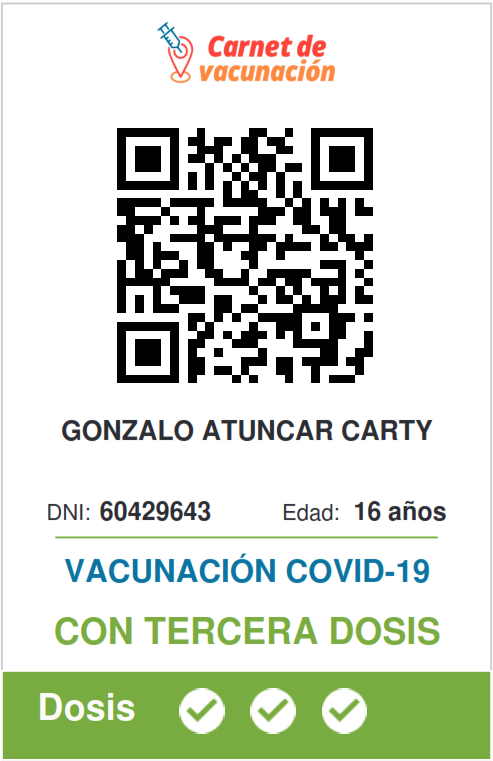 Carnet de
vacunación
GONZALO ATUNCAR CARTY
DNI: 60429643 Edad: 16 años
VACUNACIÓN COVID-19
CON TERCERA DOSIS
Dosis